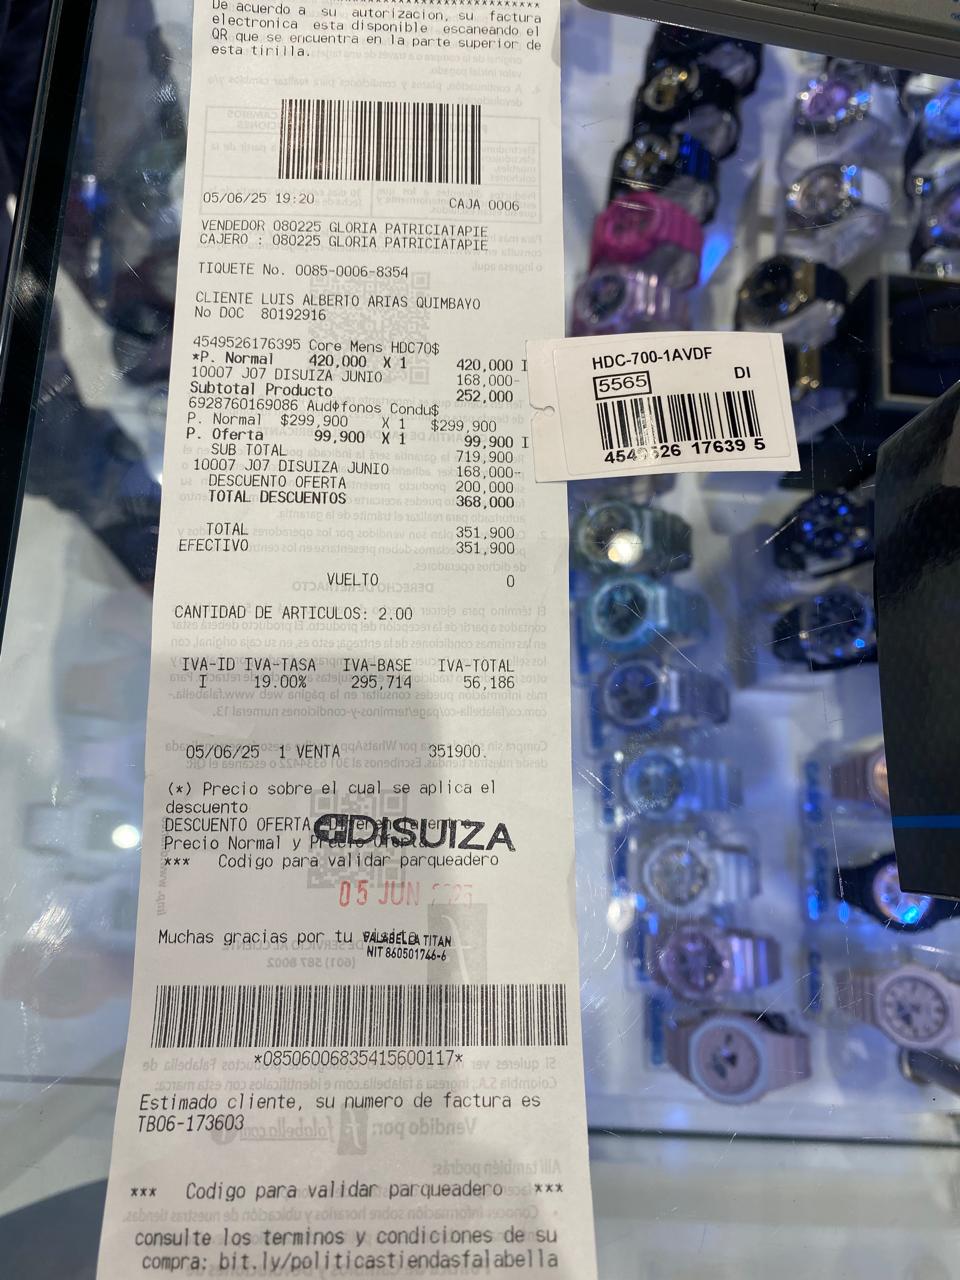 De acuerdo a su autorizacion, su factura
electronica esta disponible escaneando el
QR que se encuentra en la parte superior de
esta tirilla.
05/06/25 19:20 CAJA 0006
VENDEDOR 080225 GLORIA PATRICIATAPIE
CAJERO : 080225 GLORIA PATRICIATAPIE
TIQUETE No. 0085-0006-8354
CLIENTE LUIS ALBERTO ARIAS QUIMBAYO
No DOC 80192916
4549526176395 Core Mens HDC70$
*P. Normal 420,000 X 1 420,000 I
10007 J07 DISUIZA JUNIO 168,000-
Subtotal Producto 252,000
6928760169086 Aud♦fonos Condu$
P. Normal $299,900 X 1 $299,900
P. Oferta 99,900 X 1 99,900 I
SUB TOTAL 719,900
10007 J07 DISUIZA JUNIO 168,000-
DESCUENTO OFERTA 200,000
TOTAL DESCUENTOS 368,000
TOTAL 351,900
EFECTIVO 351,900
VUELTO 0
CANTIDAD DE ARTICULOS: 2.00
IVA-ID IVA-TASA IVA-BASE IVA-TOTAL
I 19.00% 295,714 56,186
05/06/25 1 VENTA 351900.
(*) Precio sobre el cual se aplica el
descuento
DESCUENTO OFERTA
Precio Normal y
DISUIZA
*** Codigo para validar parqueadero
05 JUN
Muchas gracias por tu
FALABELLA TITAN
NIT 860501746-6
*08506006835415600117*
Estimado cliente, su numero de factura es
TB06-173603
*** Codigo para validar parqueadero ***
consulte los terminos y condiciones de su
compra: bit.ly/politicastiendasfalabella
HDC-700-1AVDF
5565 DI
4549526 17639 5